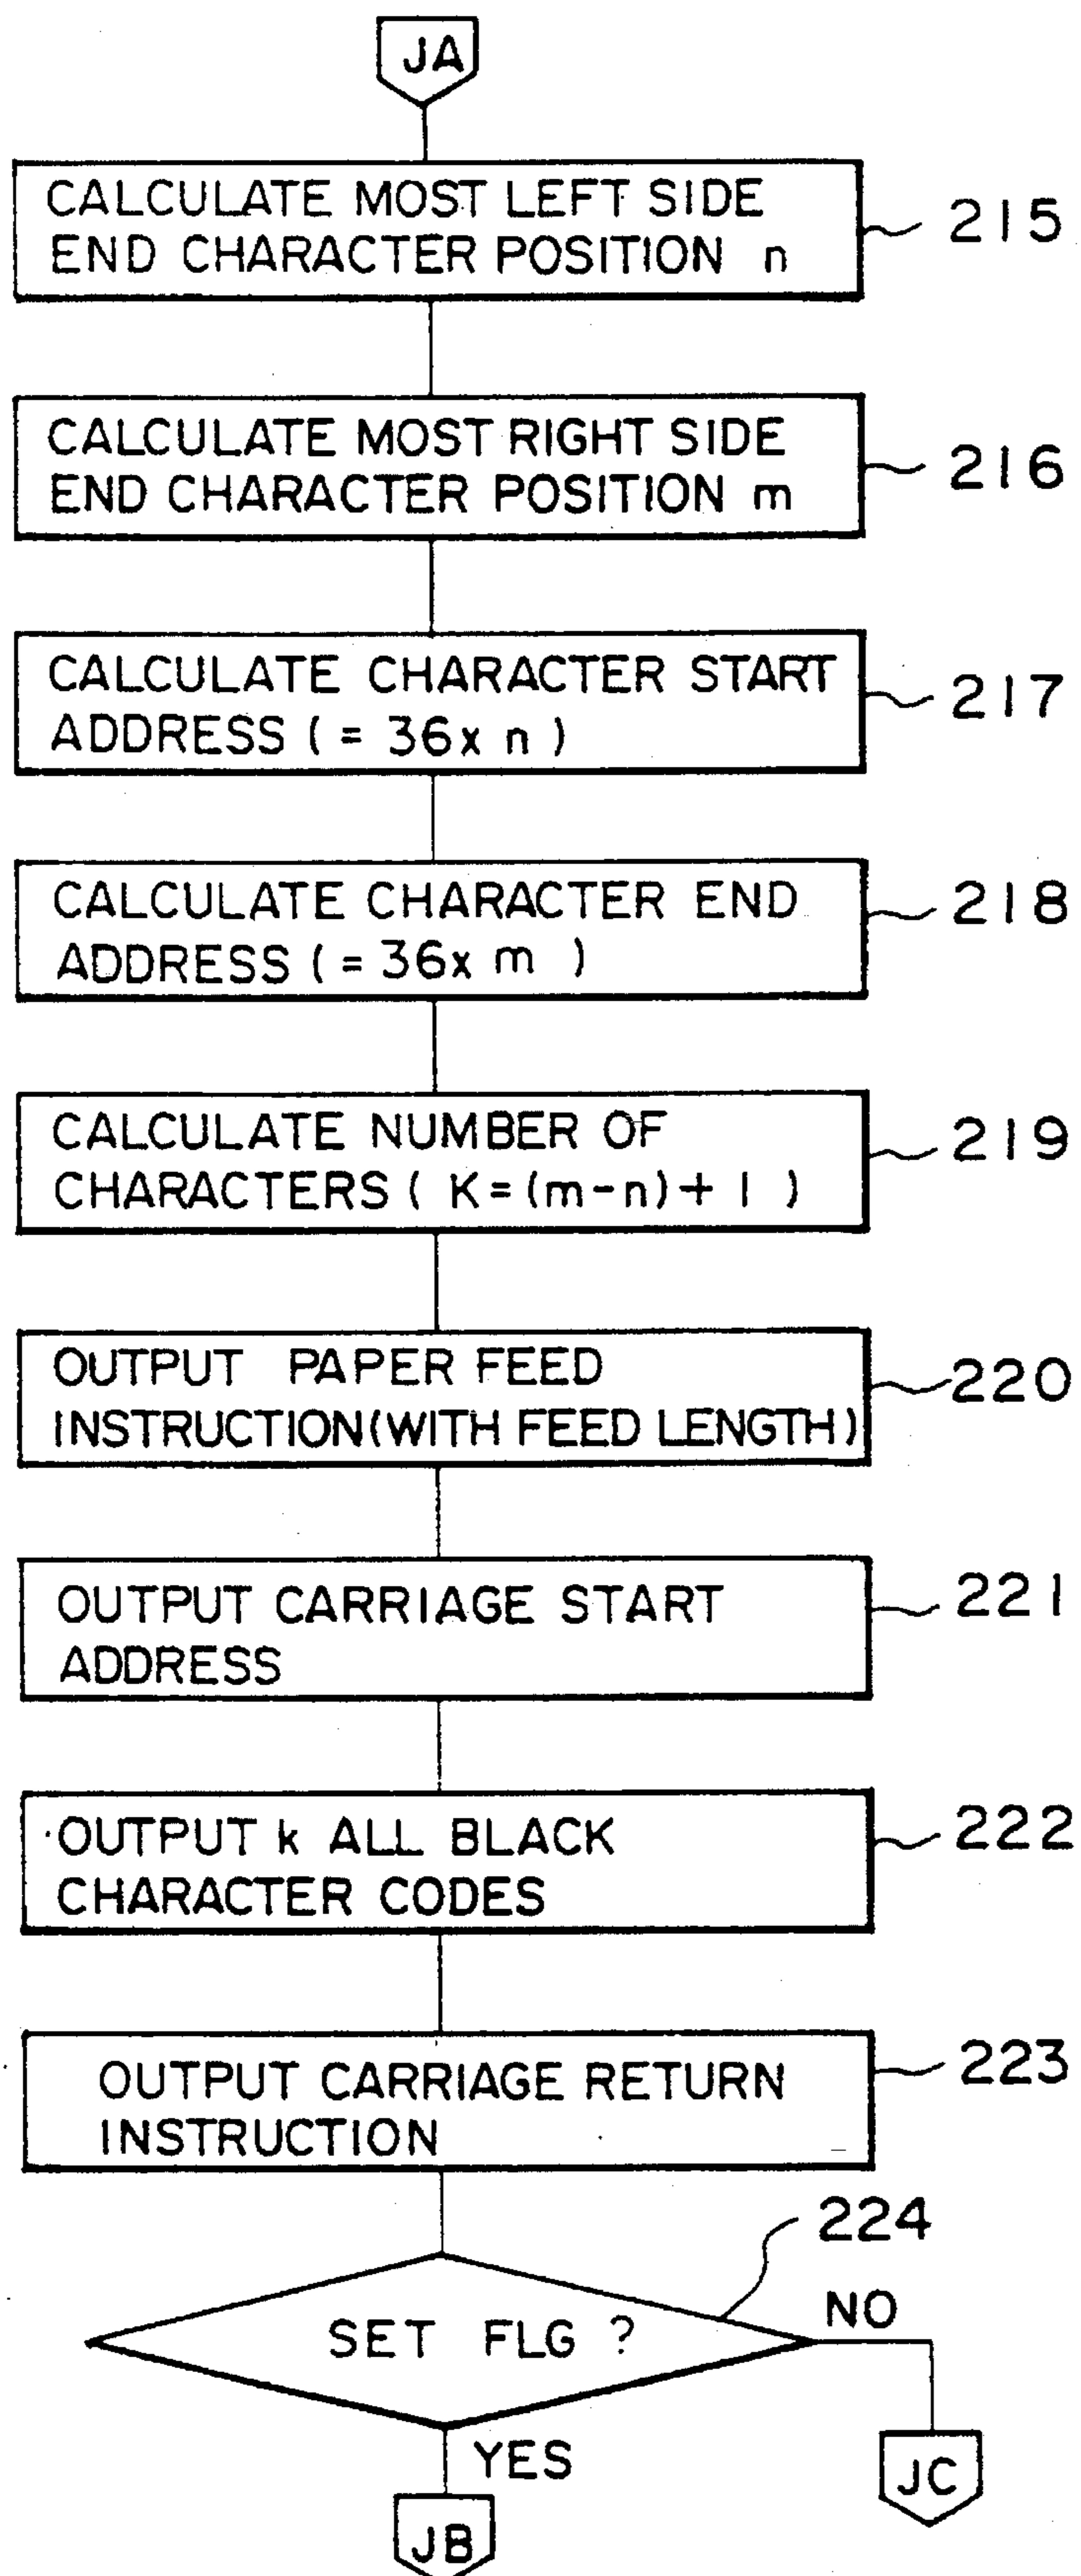 JA
CALCULATE MOST LEFT SIDE
END CHARACTER POSITION n
215
CALCULATE MOST RIGHT SIDE
END CHARACTER POSITION m
216
CALCULATE CHARACTER START
ADDRESS (= 36x n)
217
CALCULATE CHARACTER END
ADDRESS (= 36x m )
218
CALCULATE NUMBER OF
CHARACTERS ( K=(m-n)+ 1 )
219
OUTPUT PAPER FEED
INSTRUCTION(WITH FEED LENGTH)
220
OUTPUT CARRIAGE START
ADDRESS
221
OUTPUT k ALL BLACK
CHARACTER CODES
222
OUTPUT CARRIAGE RETURN
INSTRUCTION
223
224
SET FLG ?
NO
YES
JC
JB